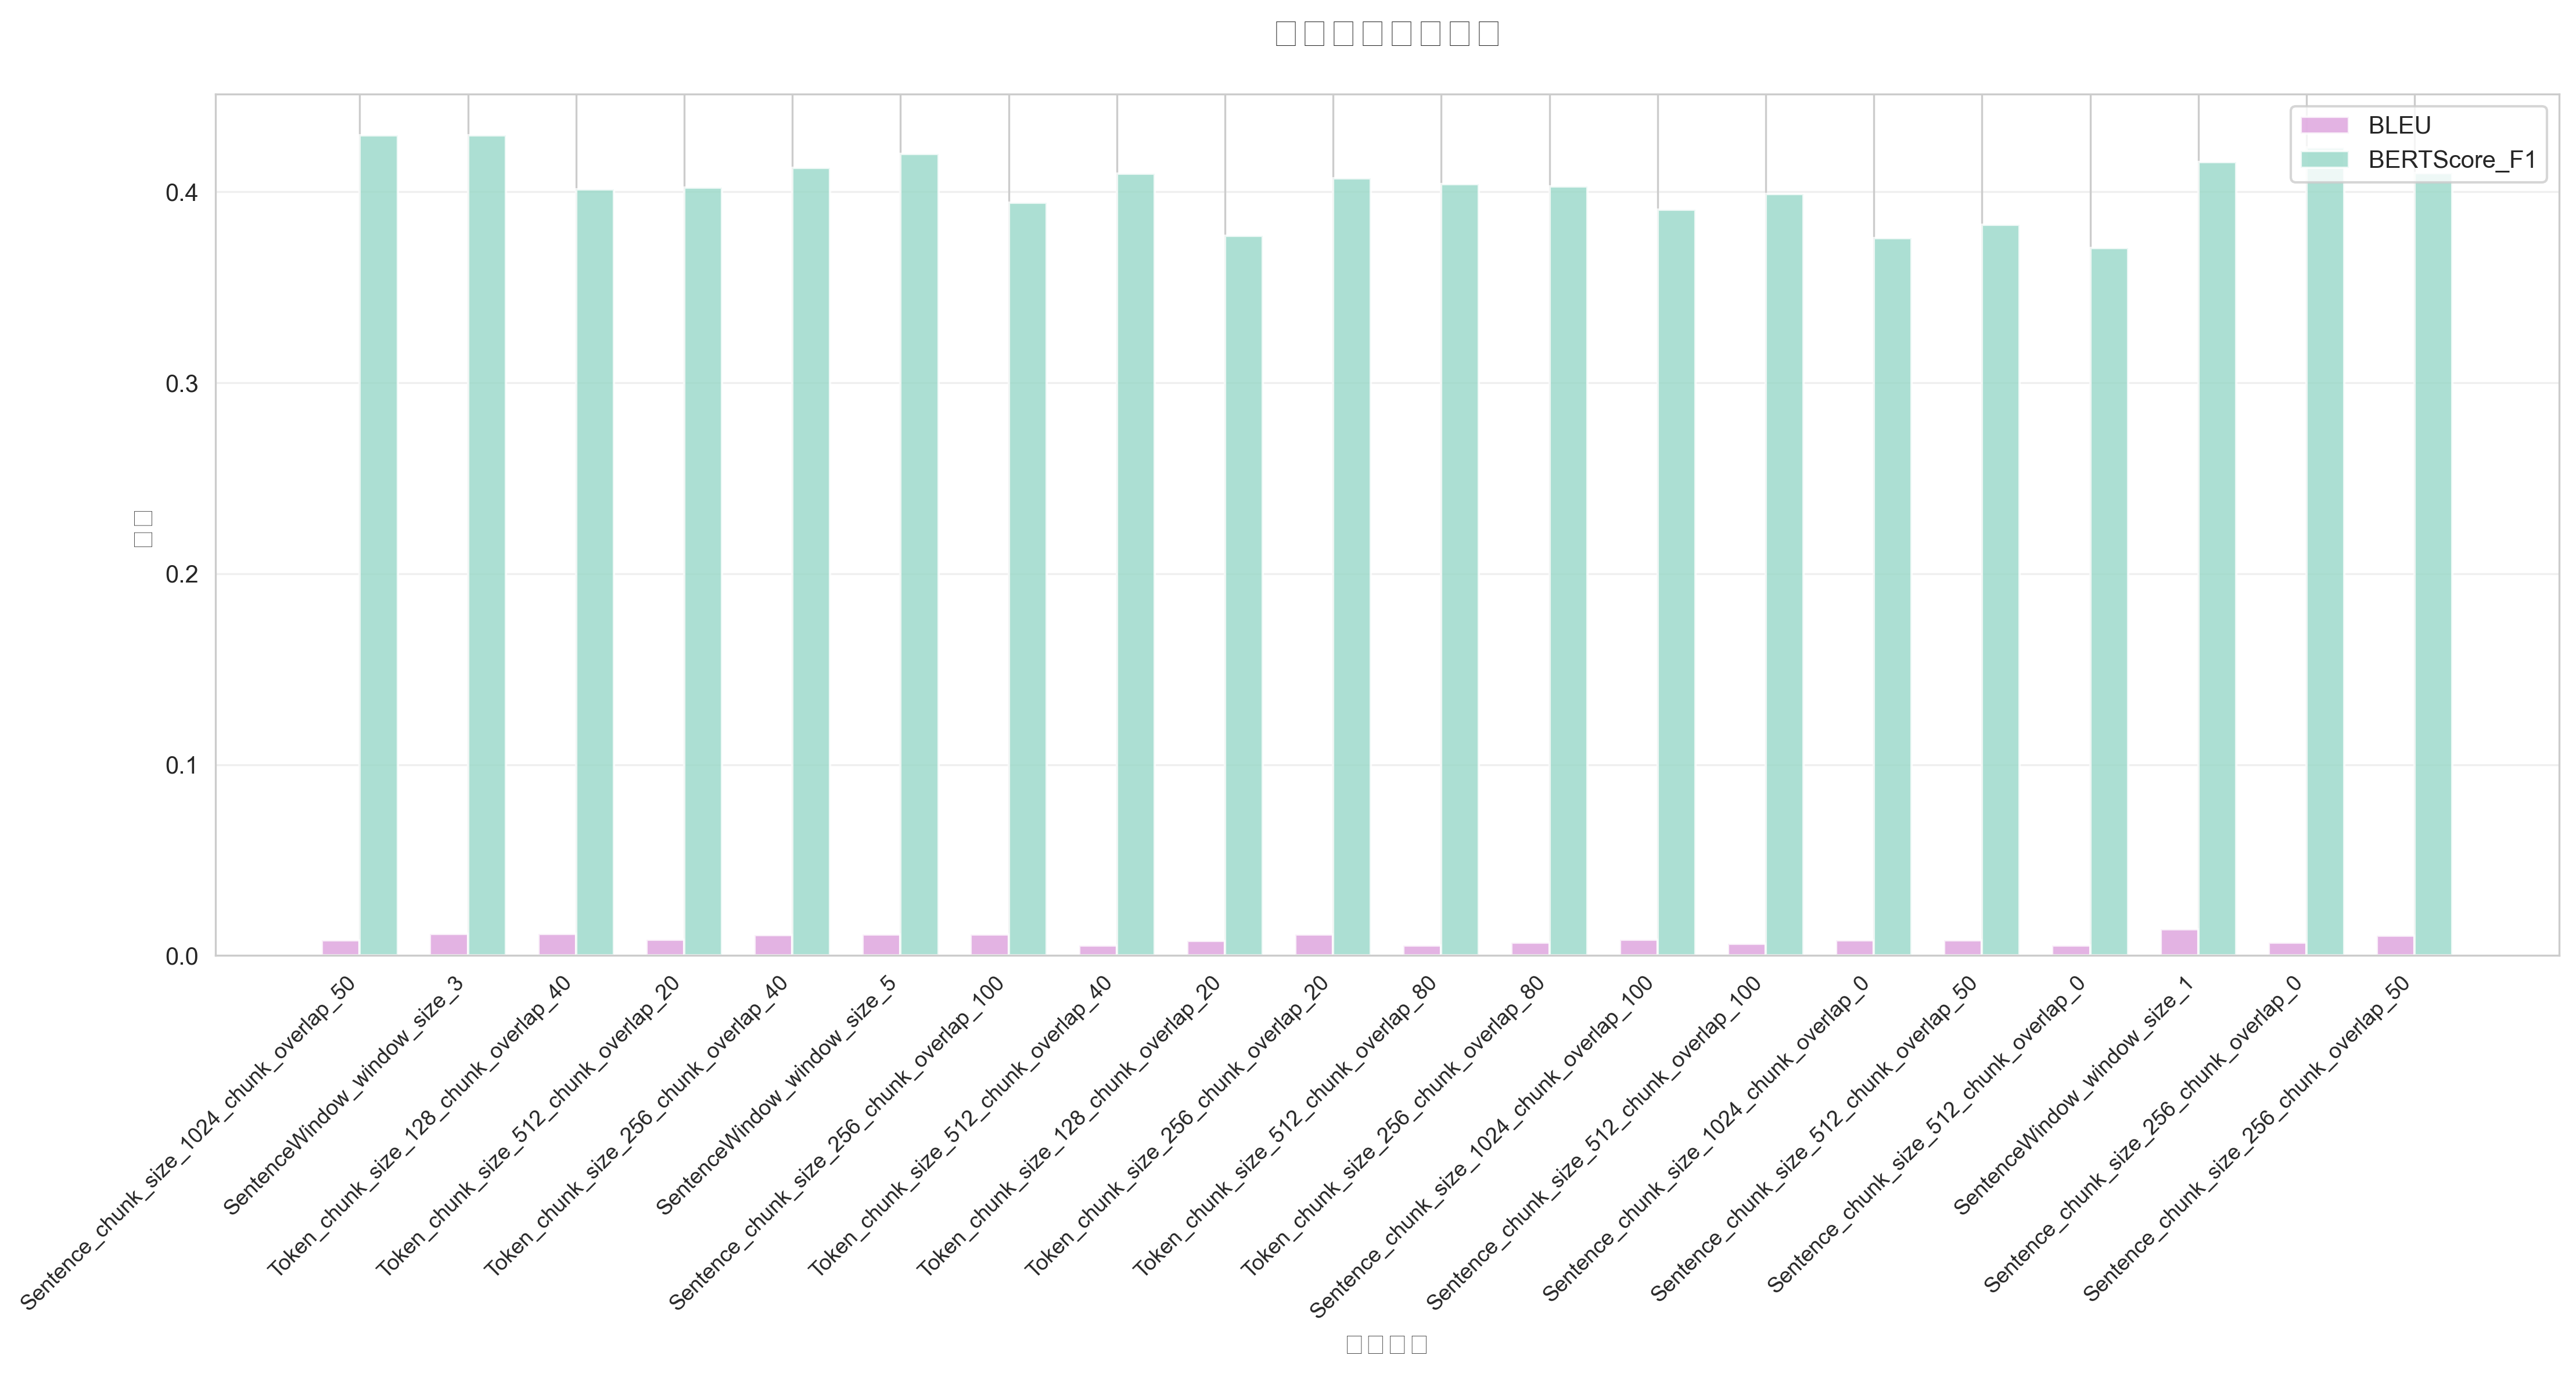 BLEU
BERTScore_F1
0.4
0.3
0.2
0.1
0.0
Sentence_chunk_size_1024_chunk_overlap_50
SentenceWindow_window_size_3
Token_chunk_size_128_chunk_overlap_40
Token_chunk_size_512_chunk_overlap_20
Token_chunk_size_256_chunk_overlap_40
SentenceWindow_window_size_5
Sentence_chunk_size_256_chunk_overlap_100
Token_chunk_size_512_chunk_overlap_40
Token_chunk_size_128_chunk_overlap_20
Token_chunk_size_256_chunk_overlap_20
Token_chunk_size_512_chunk_overlap_80
Token_chunk_size_256_chunk_overlap_80
Sentence_chunk_size_1024_chunk_overlap_100
Sentence_chunk_size_512_chunk_overlap_100
Sentence_chunk_size_1024_chunk_overlap_0
Sentence_chunk_size_512_chunk_overlap_50
Sentence_chunk_size_512_chunk_overlap_0
SentenceWindow_window_size_1
Sentence_chunk_size_256_chunk_overlap_0
Sentence_chunk_size_256_chunk_overlap_50